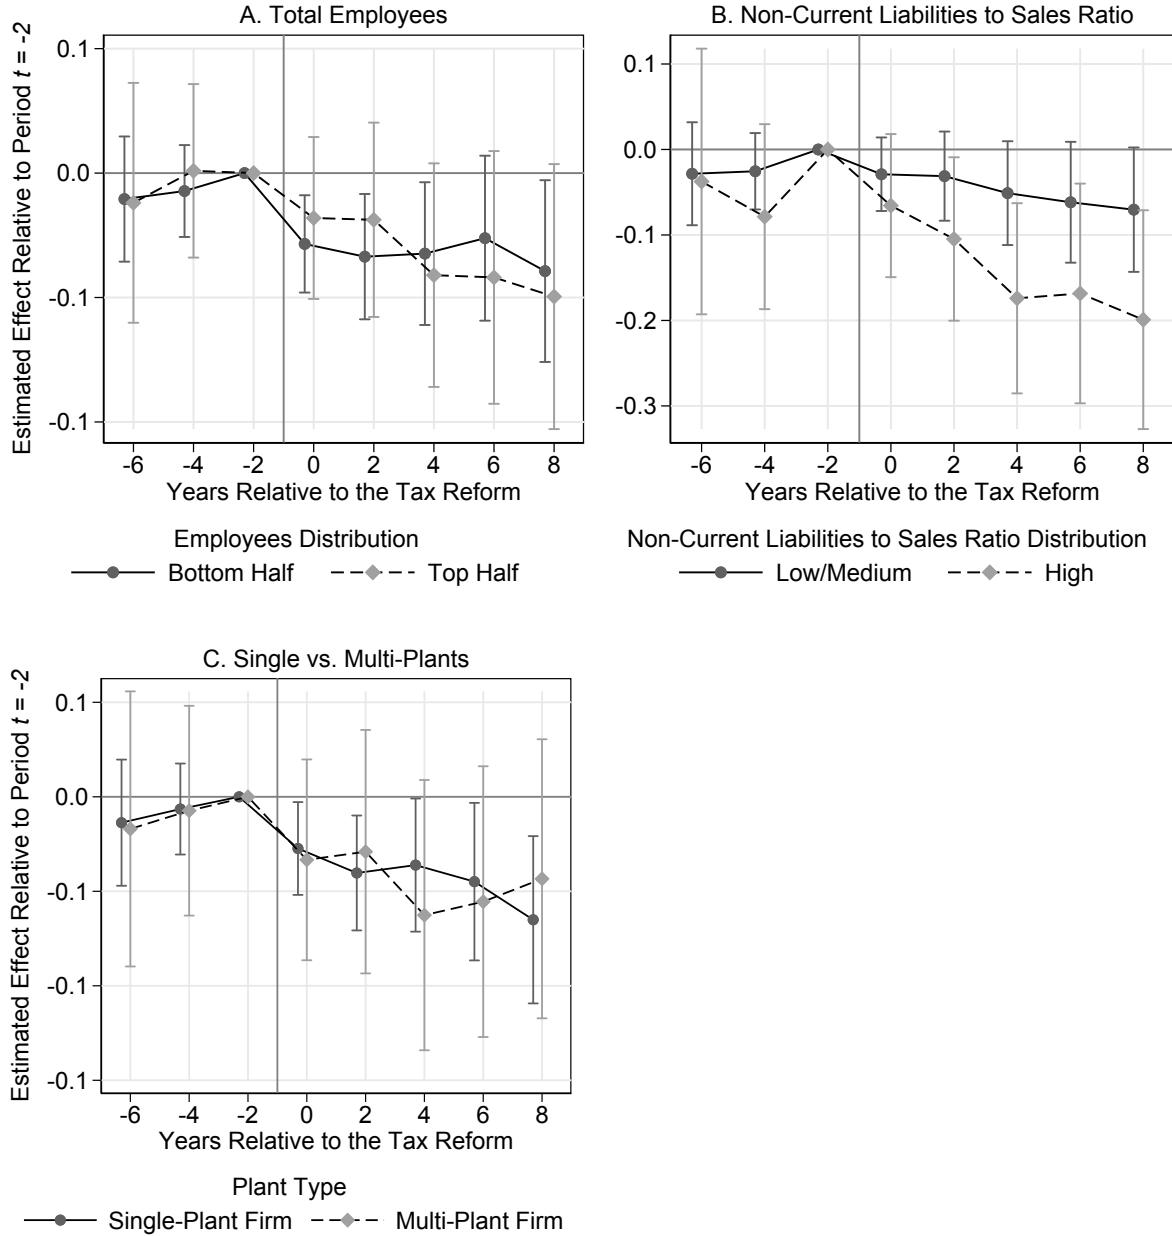 A. Total Employees
Estimated Effect Relative to Period t = -2
0.1
0.0
-0.1
-0.1
-6 -4 -2 0 2 4 6 8
Years Relative to the Tax Reform
Employees Distribution
Bottom Half Top Half
B. Non-Current Liabilities to Sales Ratio
0.1
0.0
-0.1
-0.2
-0.3
-6 -4 -2 0 2 4 6 8
Years Relative to the Tax Reform
Non-Current Liabilities to Sales Ratio Distribution
Low/Medium High
C. Single vs. Multi-Plants
Estimated Effect Relative to Period t = -2
0.1
0.0
-0.1
-0.1
-0.1
-6 -4 -2 0 2 4 6 8
Years Relative to the Tax Reform
Plant Type
Single-Plant Firm Multi-Plant Firm